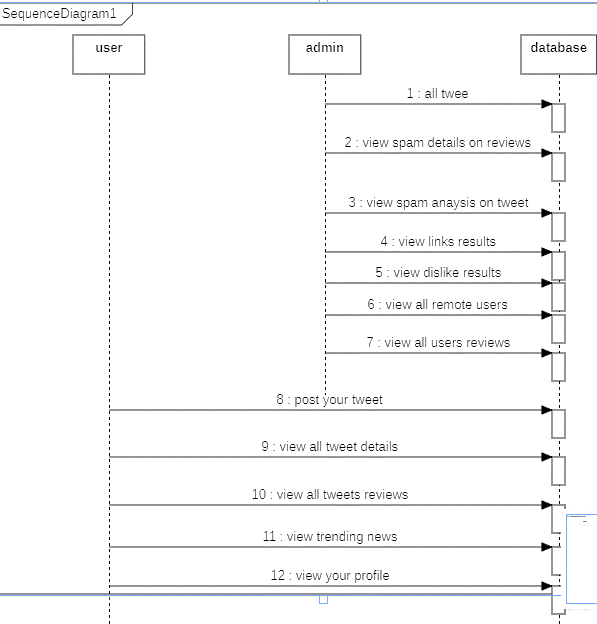 SequenceDiagram1
user
admin
database
1 : all twee
2 : view spam details on reviews
3 : view spam anaysis on tweet
4 : view links results
5 : view dislike results
6 : view all remote users
7 : view all users reviews
8 : post your tweet
9 : view all tweet details
10 : view all tweets reviews
11 : view trending news
12 : view your profile